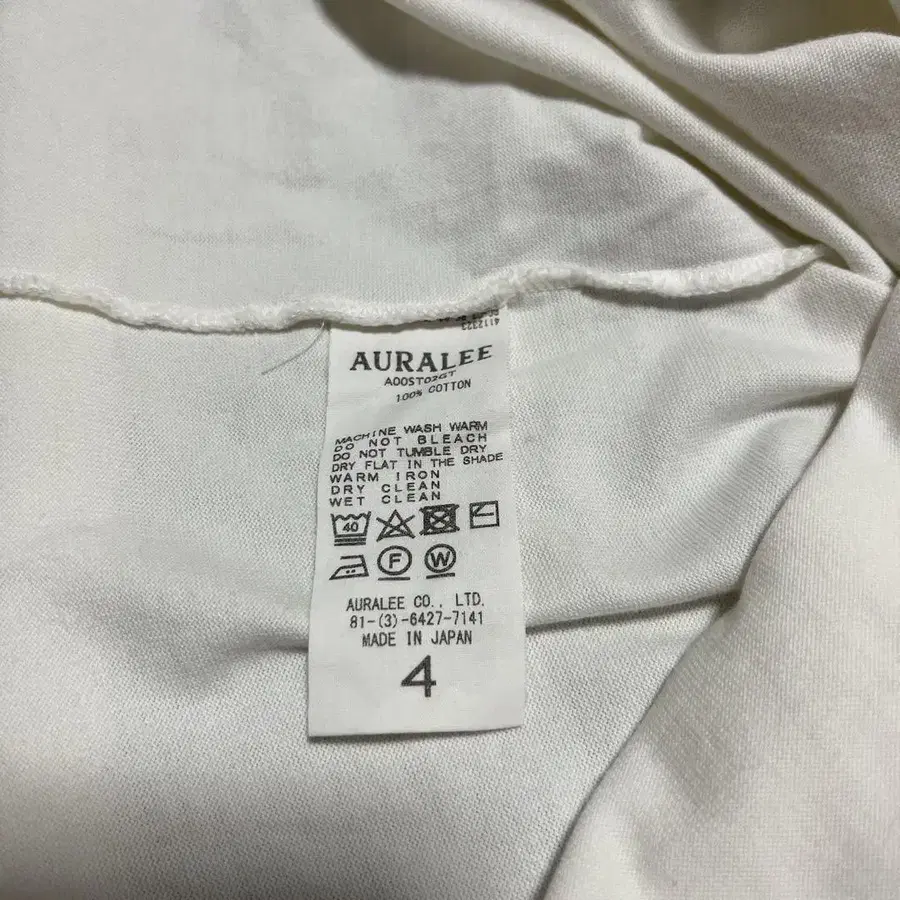 4112323
AURALEE
A00ST02GT
100% COTTON
MACHINE WASH WARM
DO NOT BLEACH
DO NOT TUMBLE DRY
DRY FLAT IN THE SHADE
WARM IRON
DRY CLEAN
WET CLEAN
40
F W
AURALEE CO., LTD.
81-(3)-6427-7141
MADE IN JAPAN
4